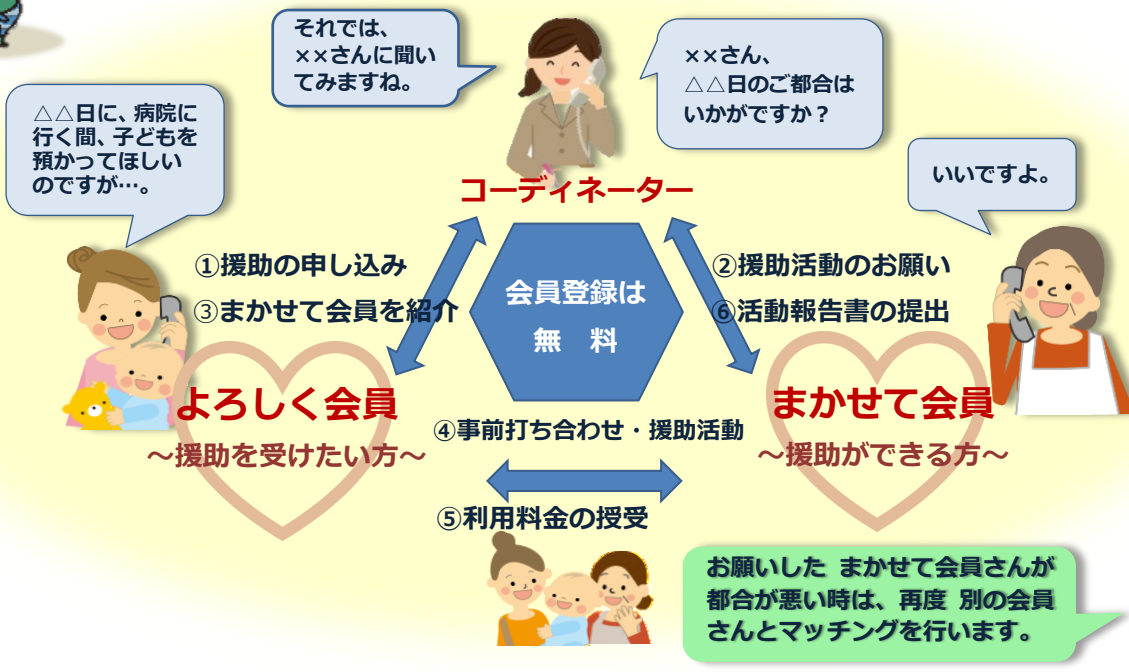 それでは、
××さんに聞い
てみますね。
××さん、
△△日のご都合は
いかがですか？
△△日に、病院に
行く間、子どもを
預かってほしい
のですが…。
いいですよ。
コーディネーター
①援助の申し込み
③まかせて会員を紹介
会員登録は
無　料
②援助活動のお願い
⑥活動報告書の提出
よろしく会員
～援助を受けたい方～
まかせて会員
～援助ができる方～
④事前打ち合わせ・援助活動
⑤利用料金の授受
お願いした まかせて会員さんが
都合が悪い時は、再度 別の会員
さんとマッチングを行います。